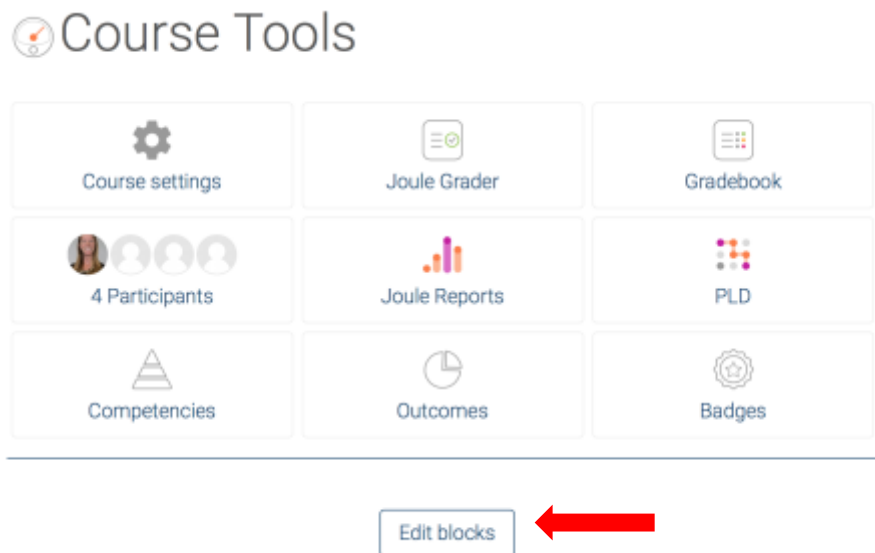 Course Tools
Course settings
Joule Grader
Gradebook
4 Participants
Joule Reports
PLD
Competencies
Outcomes
Badges
Edit blocks